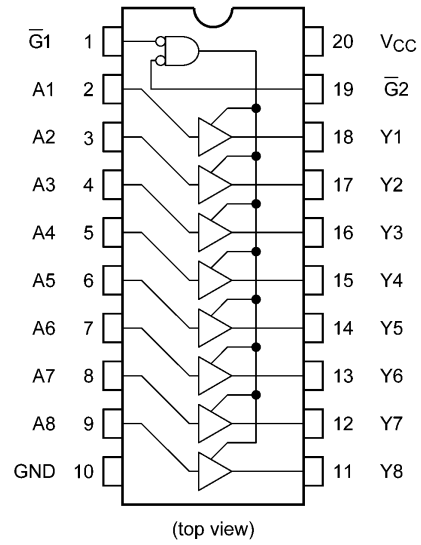 G̅1 1 20 VCC
A1 2 19 G̅2
A2 3 18 Y1
A3 4 17 Y2
A4 5 16 Y3
A5 6 15 Y4
A6 7 14 Y5
A7 8 13 Y6
A8 9 12 Y7
GND 10 11 Y8
(top view)